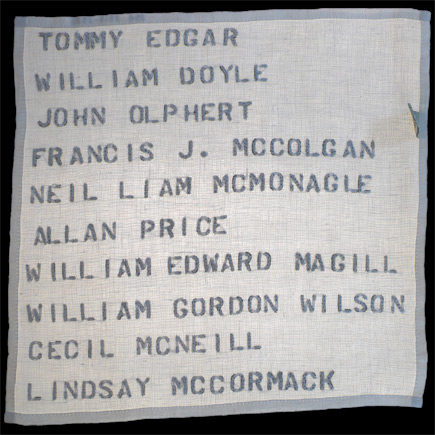 TOMMY EDGAR
WILLIAM DOYLE
JOHN OLPHERT
FRANCIS J. MCCOLGAN
NEIL LIAM MCMONAGLE
ALLAN PRICE
WILLIAM EDWARD MAGILL
WILLIAM GORDON WILSON
CECIL MCNEILL
LINDSAY MCCORMACK